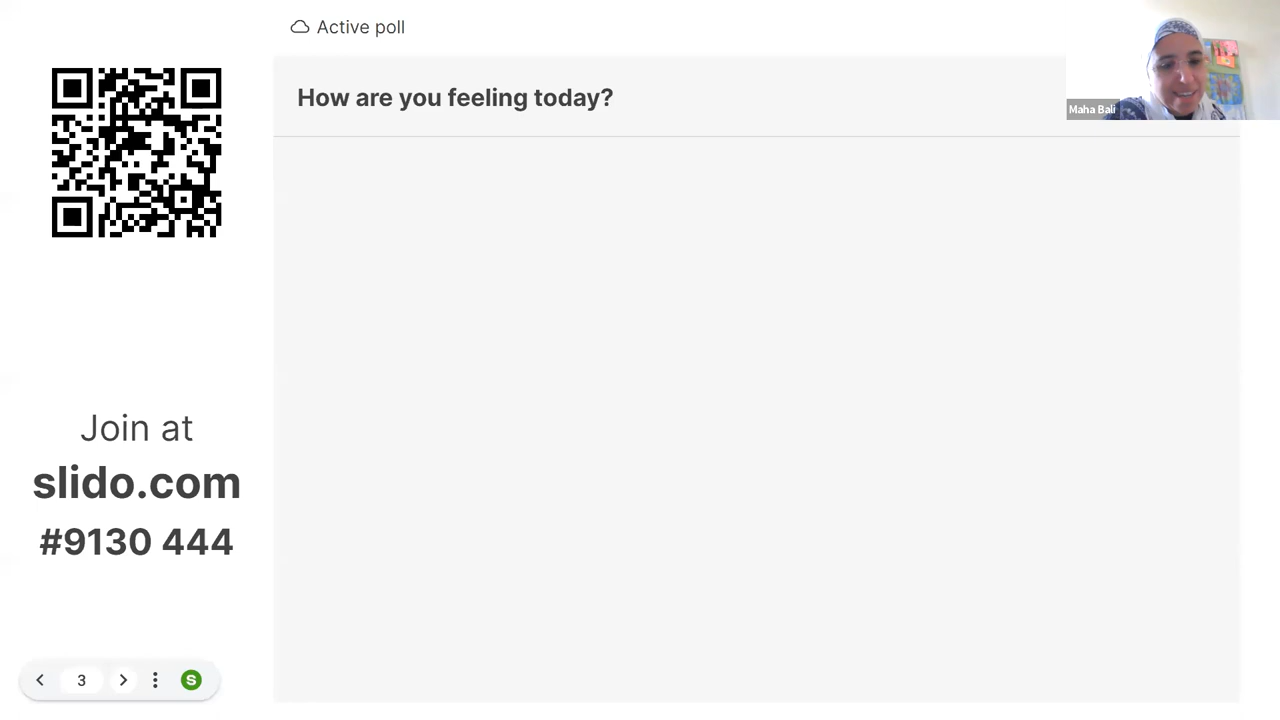 Active poll
How are you feeling today?
Maha Bali
Join at
slido.com
#9130 444
3
S